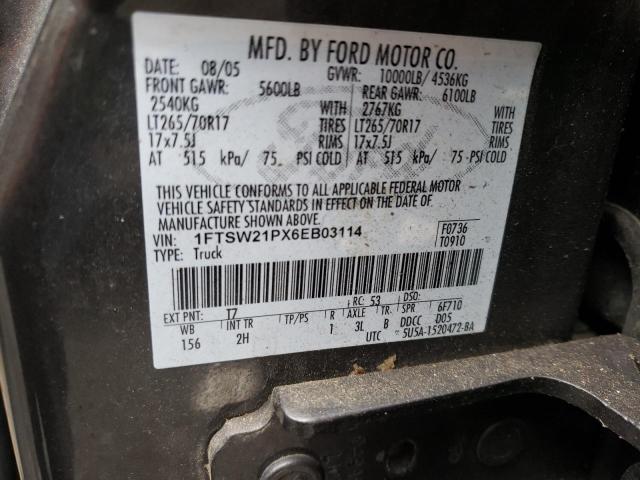 MFD. BY FORD MOTOR CO.
DATE: 08/05 GVWR: 10000LB/ 4536KG
FRONT GAWR: 5600LB REAR GAWR: 6100LB
2540KG WITH 2767KG WITH
LT265/70R17 TIRES LT265/70R17 TIRES
17x7.5J RIMS 17x7.5J RIMS
AT 515 kPa/ 75 PSI COLD AT 515 kPa/ 75 PSI COLD
THIS VEHICLE CONFORMS TO ALL APPLICABLE FEDERAL MOTOR
VEHICLE SAFETY STANDARDS IN EFFECT ON THE DATE OF
MANUFACTURE SHOWN ABOVE.
VIN: 1FTSW21PX6EB03114 F0736
TYPE: Truck T0910
EXT PNT: T7 RC: 53 DSO:
WB INT TR TP/PS R AXLE TR. SPR 6F710
156 2H 1 3L B DDCC D05
UTC 5U5A-1520472-BA